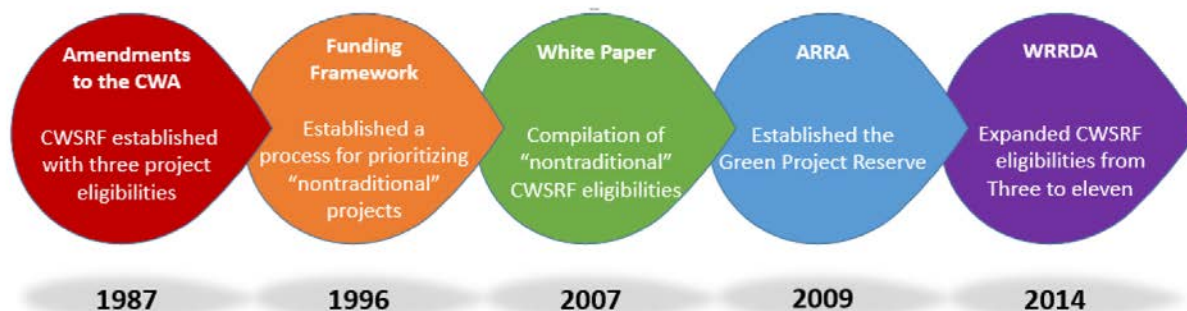 Amendments
to the CWA
CWSRF established
with three project
eligibilities
Funding
Framework
Established a
process for prioritizing
“nontraditional”
projects
White Paper
Compilation of
“nontraditional”
CWSRF eligibilities
ARRA
Established the
Green Project Reserve
WRRDA
Expanded CWSRF
eligibilities from
Three to eleven
1987
1996
2007
2009
2014